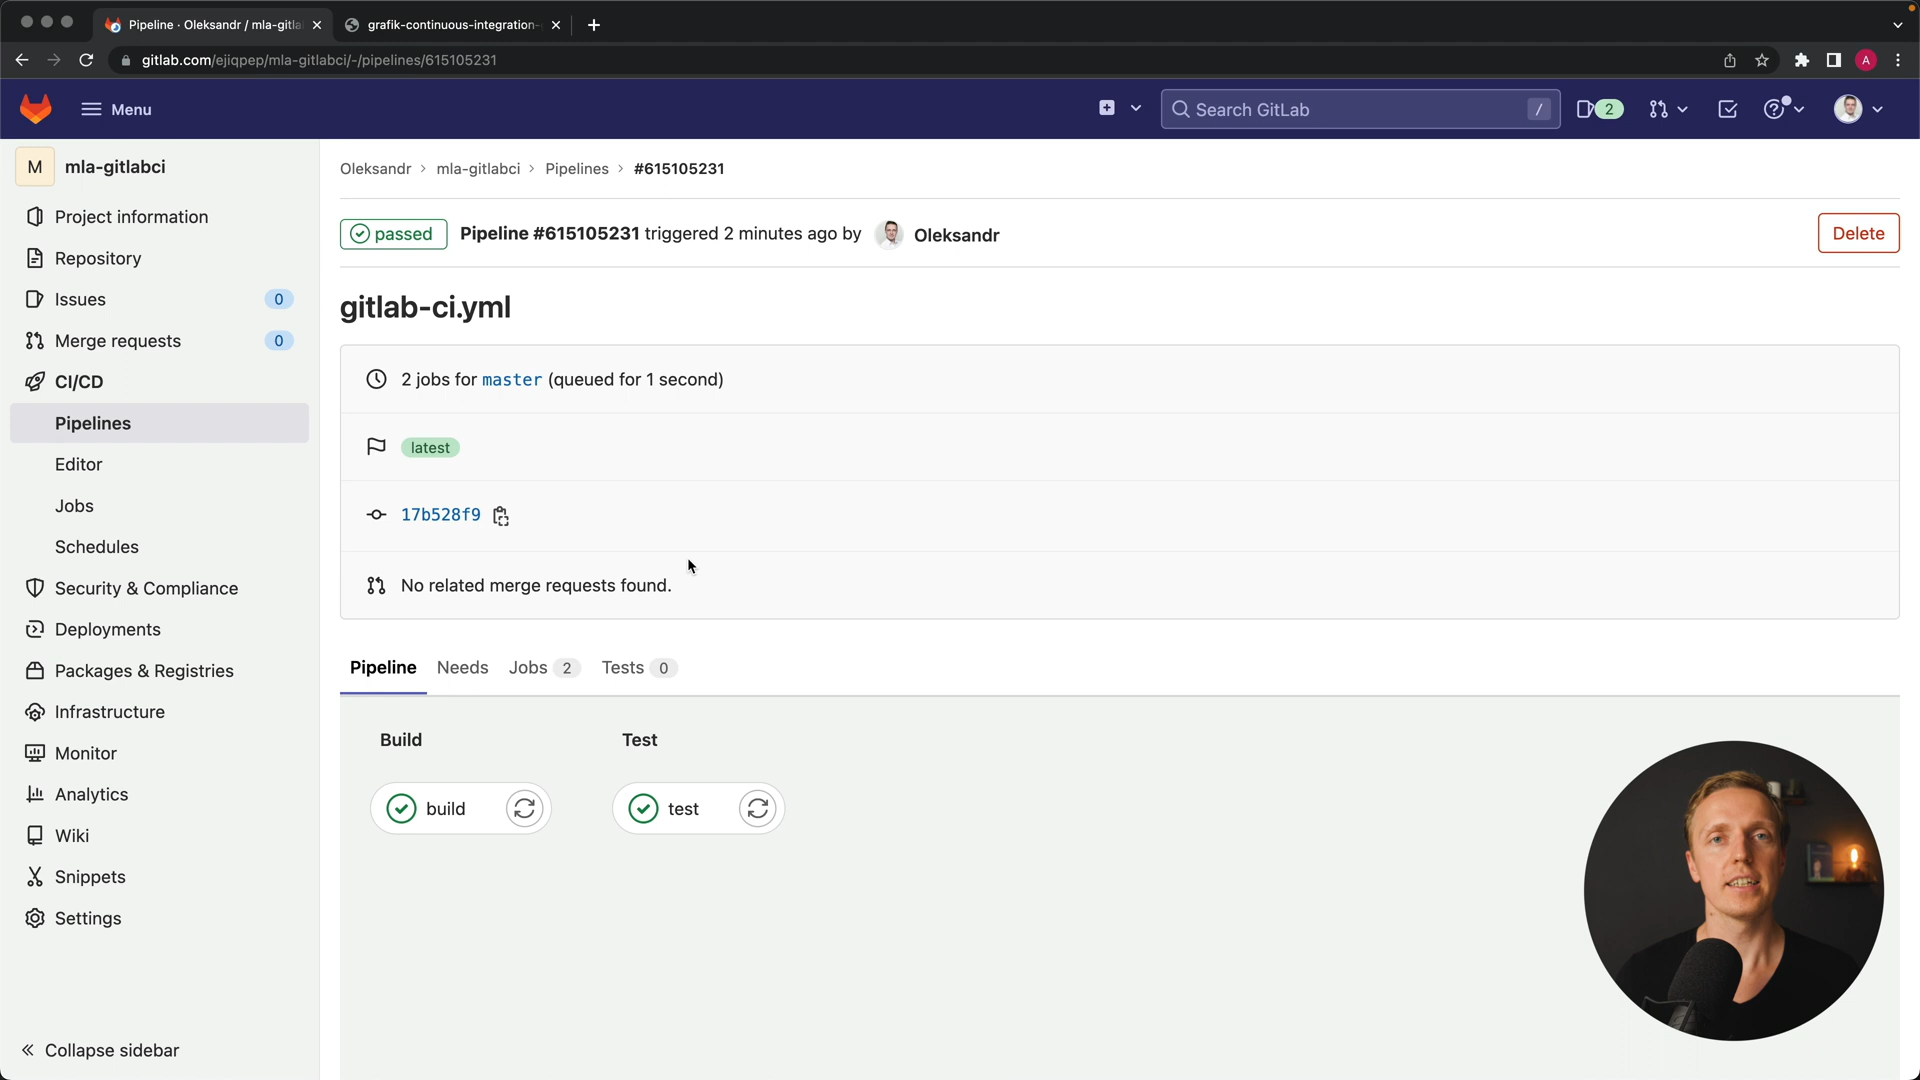 Pipeline · Oleksandr / mla-gitla
grafik-continuous-integration-
gitlab.com/ejiqpep/mla-gitlabci/-/pipelines/615105231
A
Menu
Search GitLab
/
2
M
mla-gitlabci
Project information
Repository
Issues 0
Merge requests 0
CI/CD
Pipelines
Editor
Jobs
Schedules
Security & Compliance
Deployments
Packages & Registries
Infrastructure
Monitor
Analytics
Wiki
Snippets
Settings
Collapse sidebar
Oleksandr > mla-gitlabci > Pipelines > #615105231
passed Pipeline #615105231 triggered 2 minutes ago by Oleksandr
Delete
gitlab-ci.yml
2 jobs for master (queued for 1 second)
latest
17b528f9
No related merge requests found.
Pipeline Needs Jobs 2 Tests 0
Build Test
build test